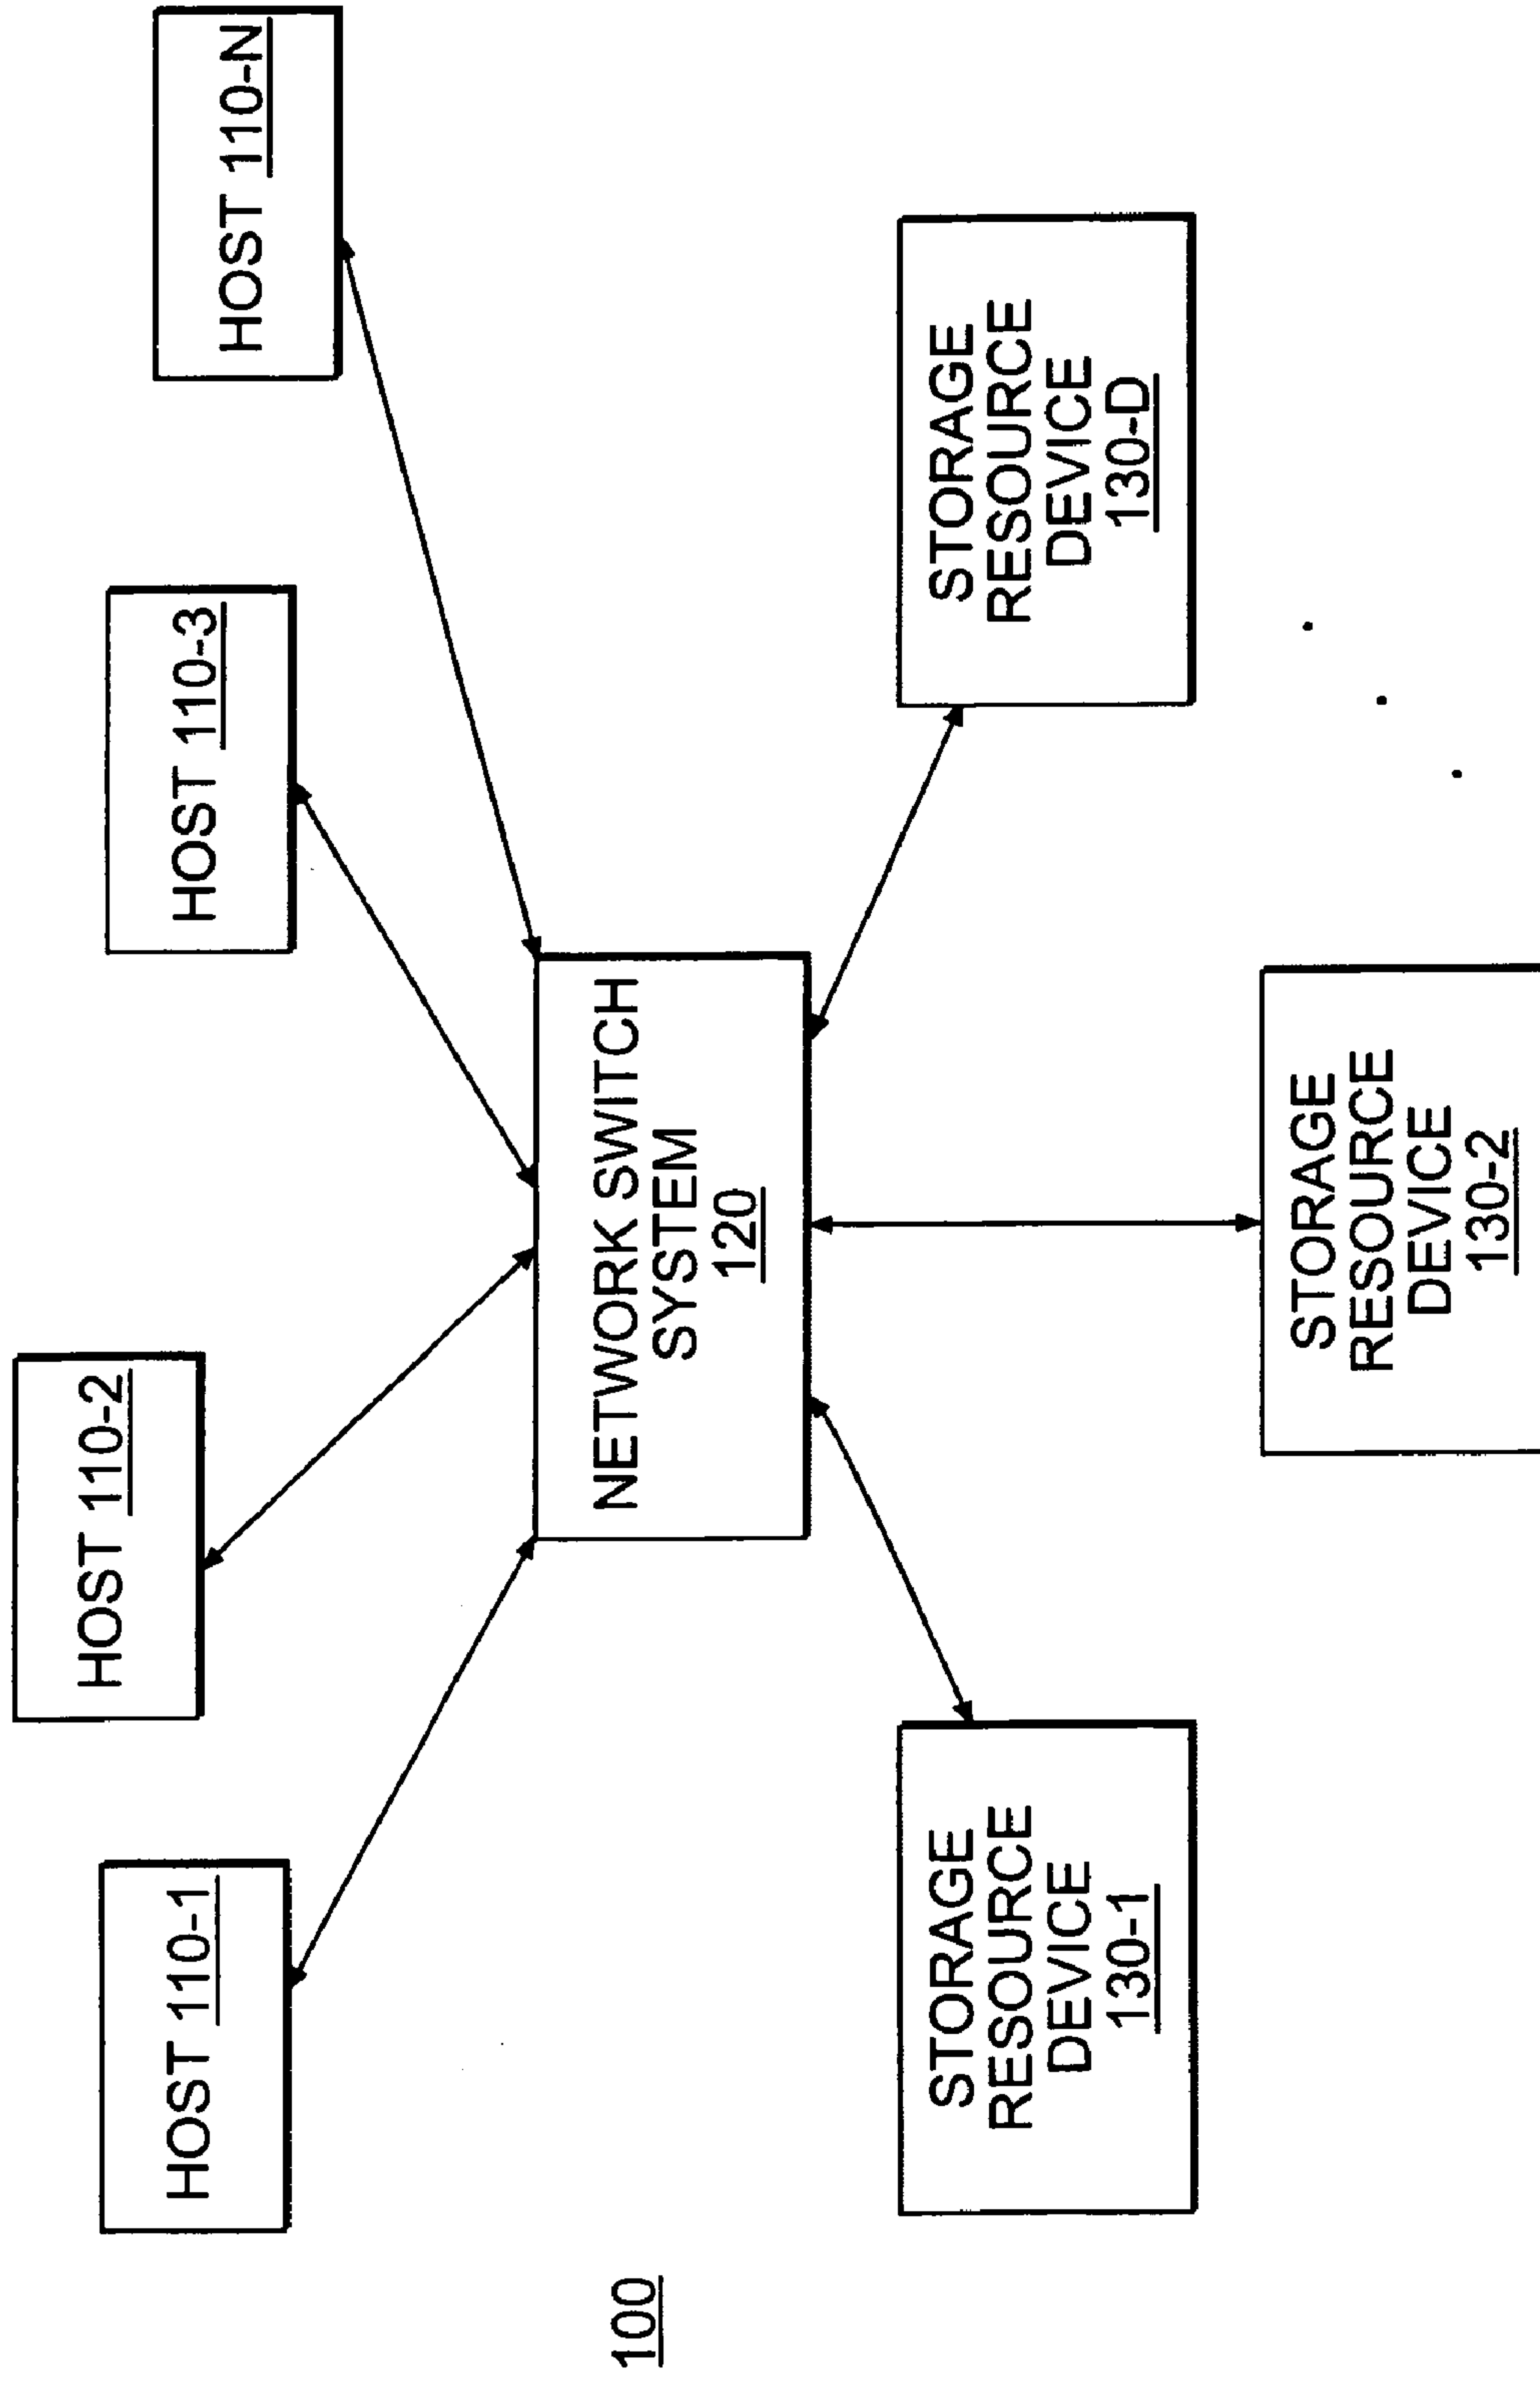 HOST 110-1
HOST 110-2
HOST 110-3
HOST 110-N
100
NETWORK SWITCH
SYSTEM
120
STORAGE
RESOURCE
DEVICE
130-1
STORAGE
RESOURCE
DEVICE
130-2
STORAGE
RESOURCE
DEVICE
130-D